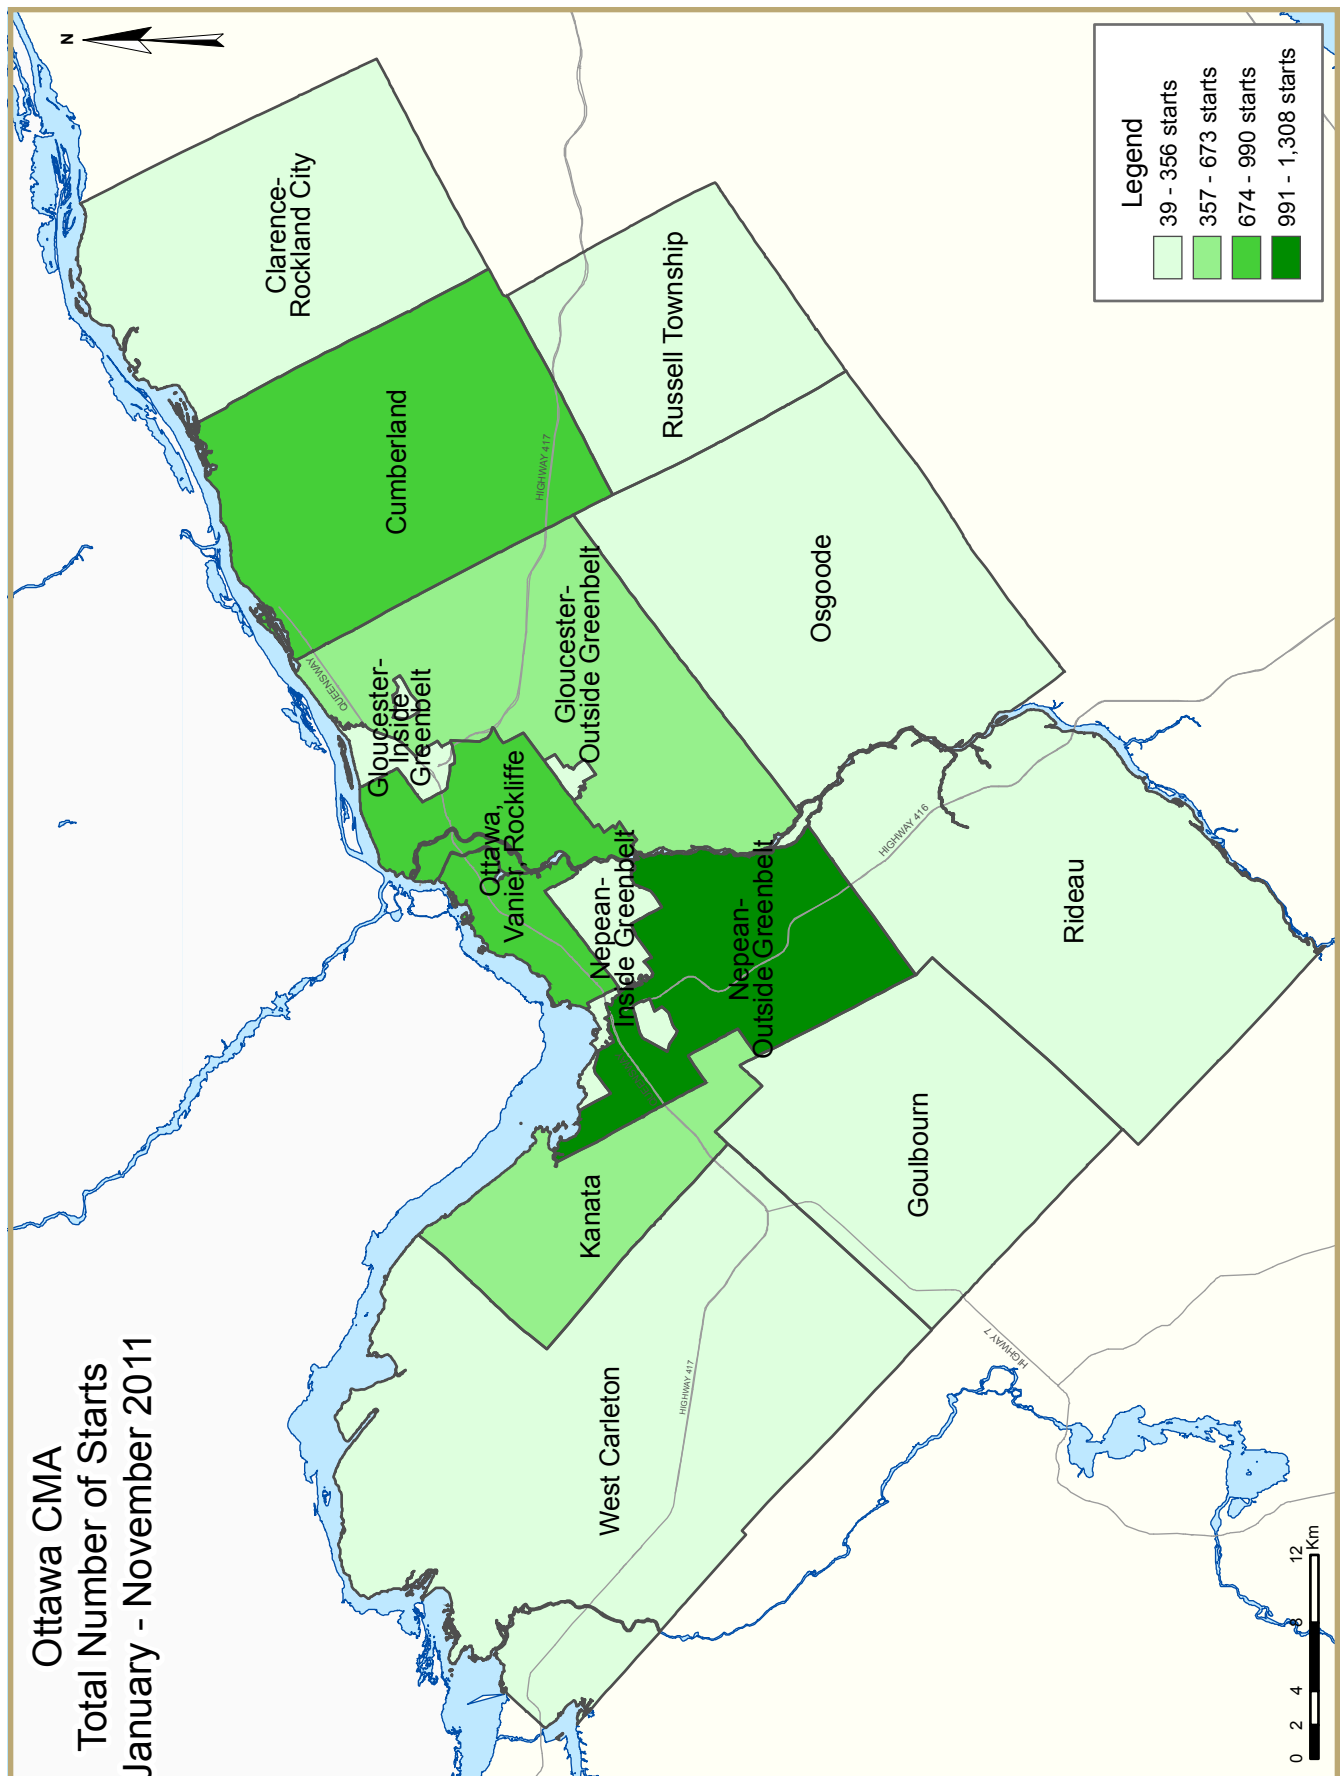 Ottawa CMA
Total Number of Starts
January - November 2011
N
Clarence-
Rockland City
Cumberland
Russell Township
HIGHWAY 417
QUEENSWAY
Gloucester-
Inside
Greenbelt
Gloucester-
Outside Greenbelt
Osgoode
Ottawa,
Vanier, Rockliffe
Nepean-
Inside Greenbelt
Nepean-
Outside Greenbelt
HIGHWAY 416
Rideau
Kanata
Goulbourn
West Carleton
HIGHWAY 417
HIGHWAY 7
Legend
39 - 356 starts
357 - 673 starts
674 - 990 starts
991 - 1,308 starts
0 2 4 8 12
Km